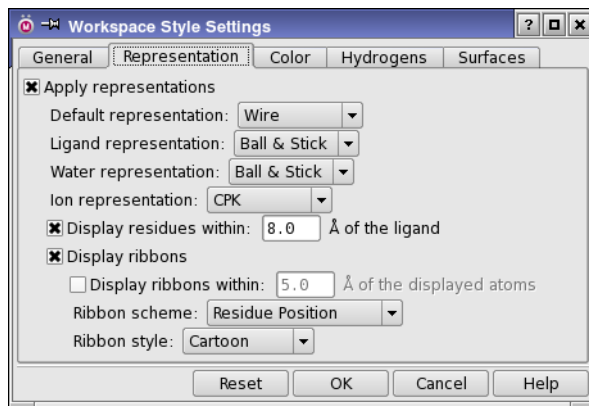 Workspace Style Settings ?
General Representation Color Hydrogens Surfaces
Apply representations
Default representation: Wire
Ligand representation: Ball & Stick
Water representation: Ball & Stick
Ion representation: CPK
Display residues within: 8.0 Å of the ligand
Display ribbons
Display ribbons within: 5.0 Å of the displayed atoms
Ribbon scheme: Residue Position
Ribbon style: Cartoon
Reset OK Cancel Help